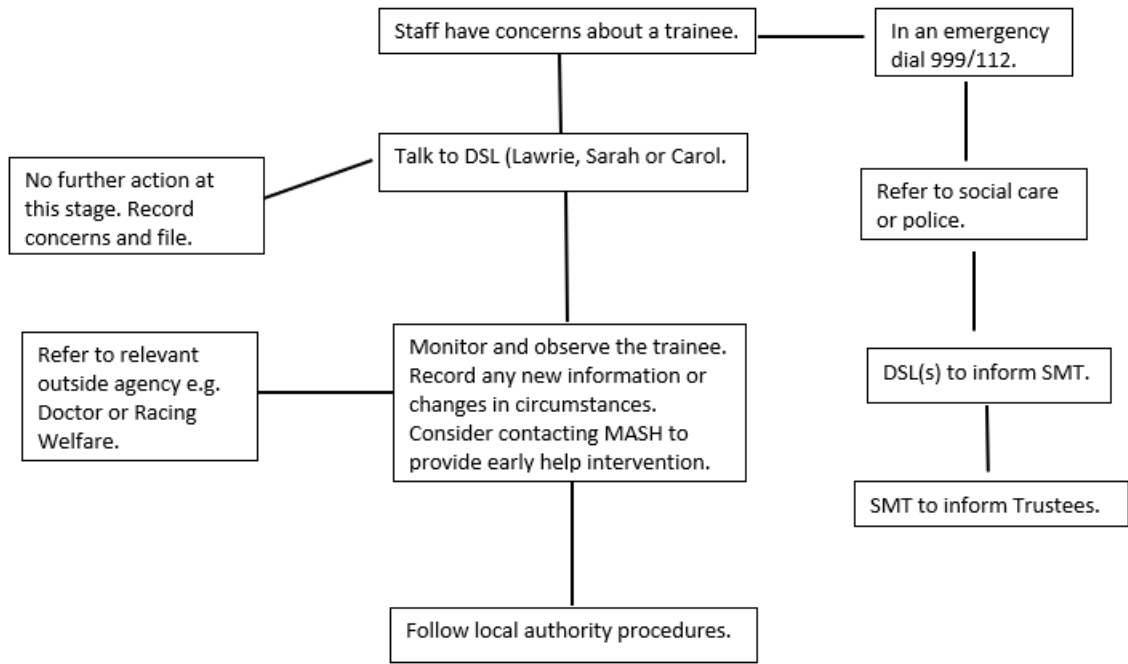 Staff have concerns about a trainee.
In an emergency
dial 999/112.
Talk to DSL (Lawrie, Sarah or Carol.
No further action at
this stage. Record
concerns and file.
Refer to social care
or police.
Refer to relevant
outside agency e.g.
Doctor or Racing
Welfare.
Monitor and observe the trainee.
Record any new information or
changes in circumstances.
Consider contacting MASH to
provide early help intervention.
DSL(s) to inform SMT.
SMT to inform Trustees.
Follow local authority procedures.